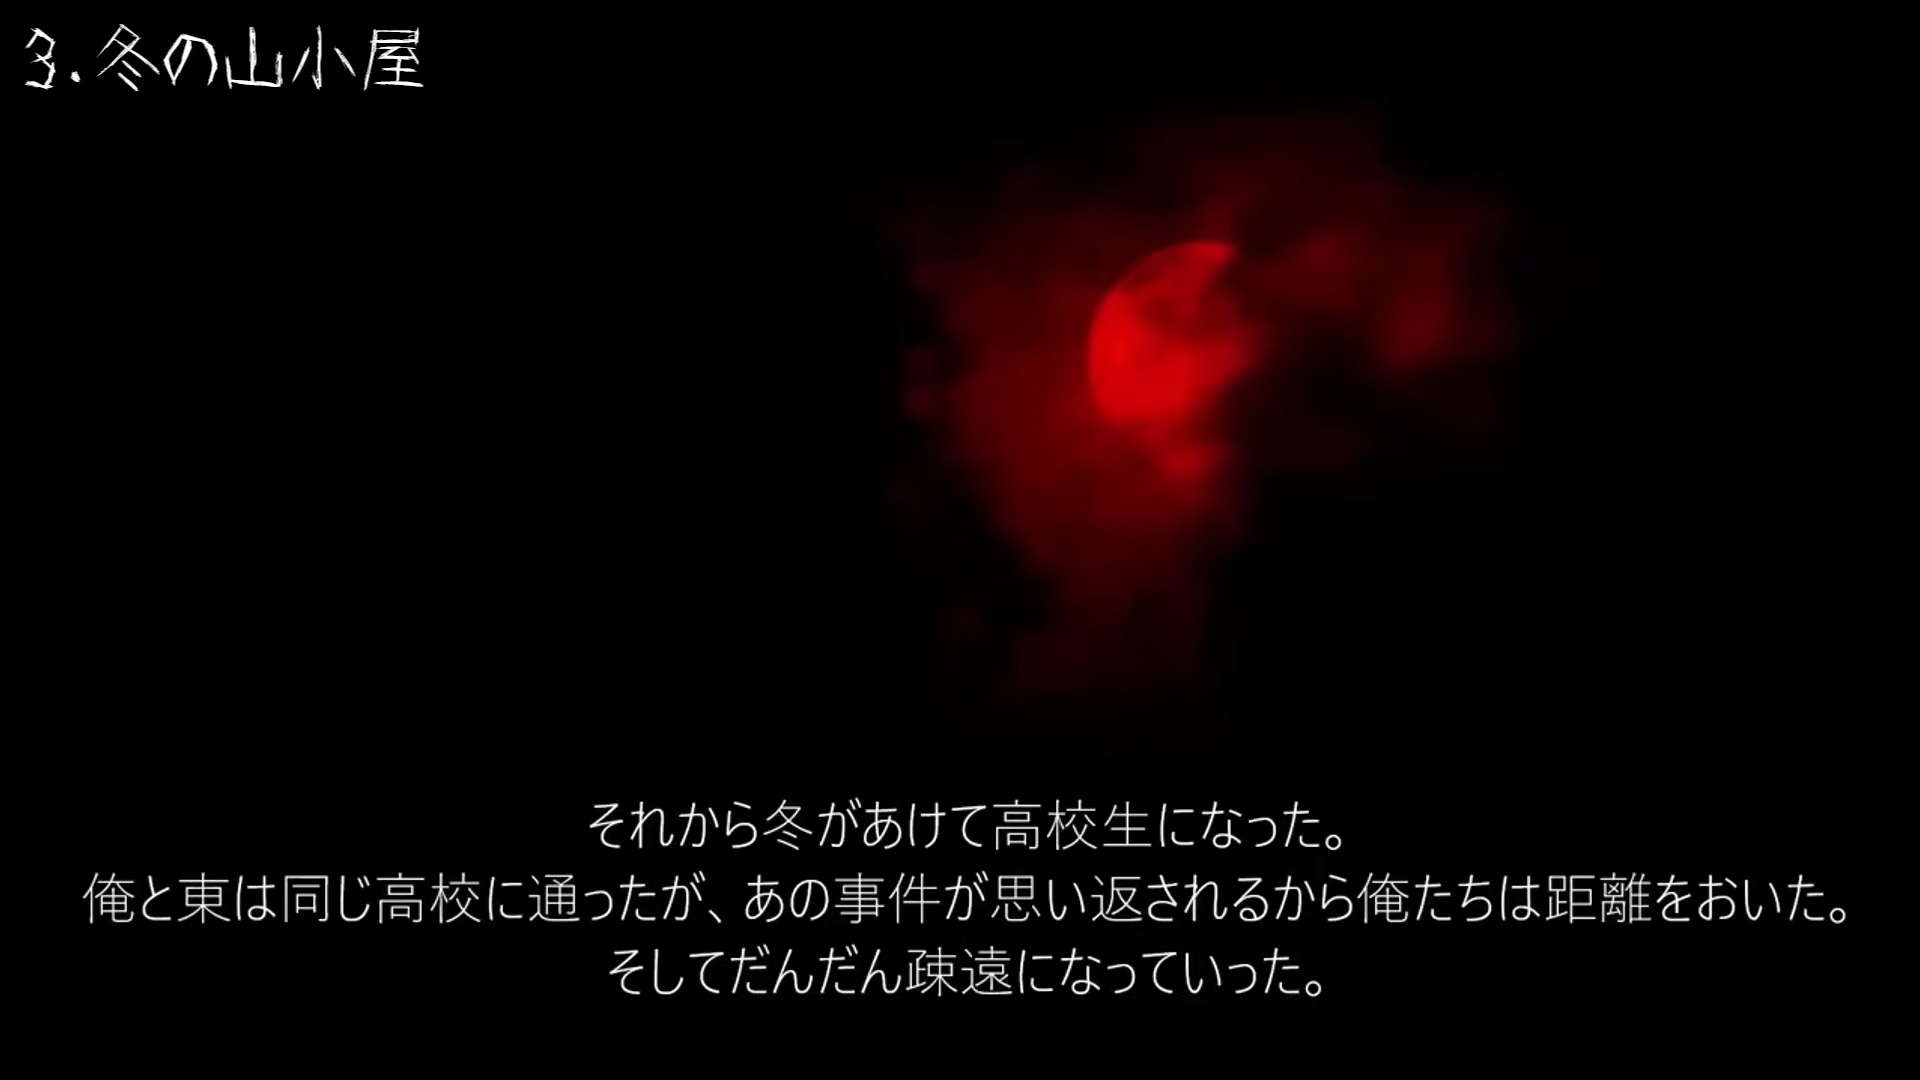 3.冬の山小屋
それから冬があけて高校生になった。
俺と東は同じ高校に通ったが、あの事件が思い返されるから俺たちは距離をおいた。
そしてだんだん疎遠になっていった。